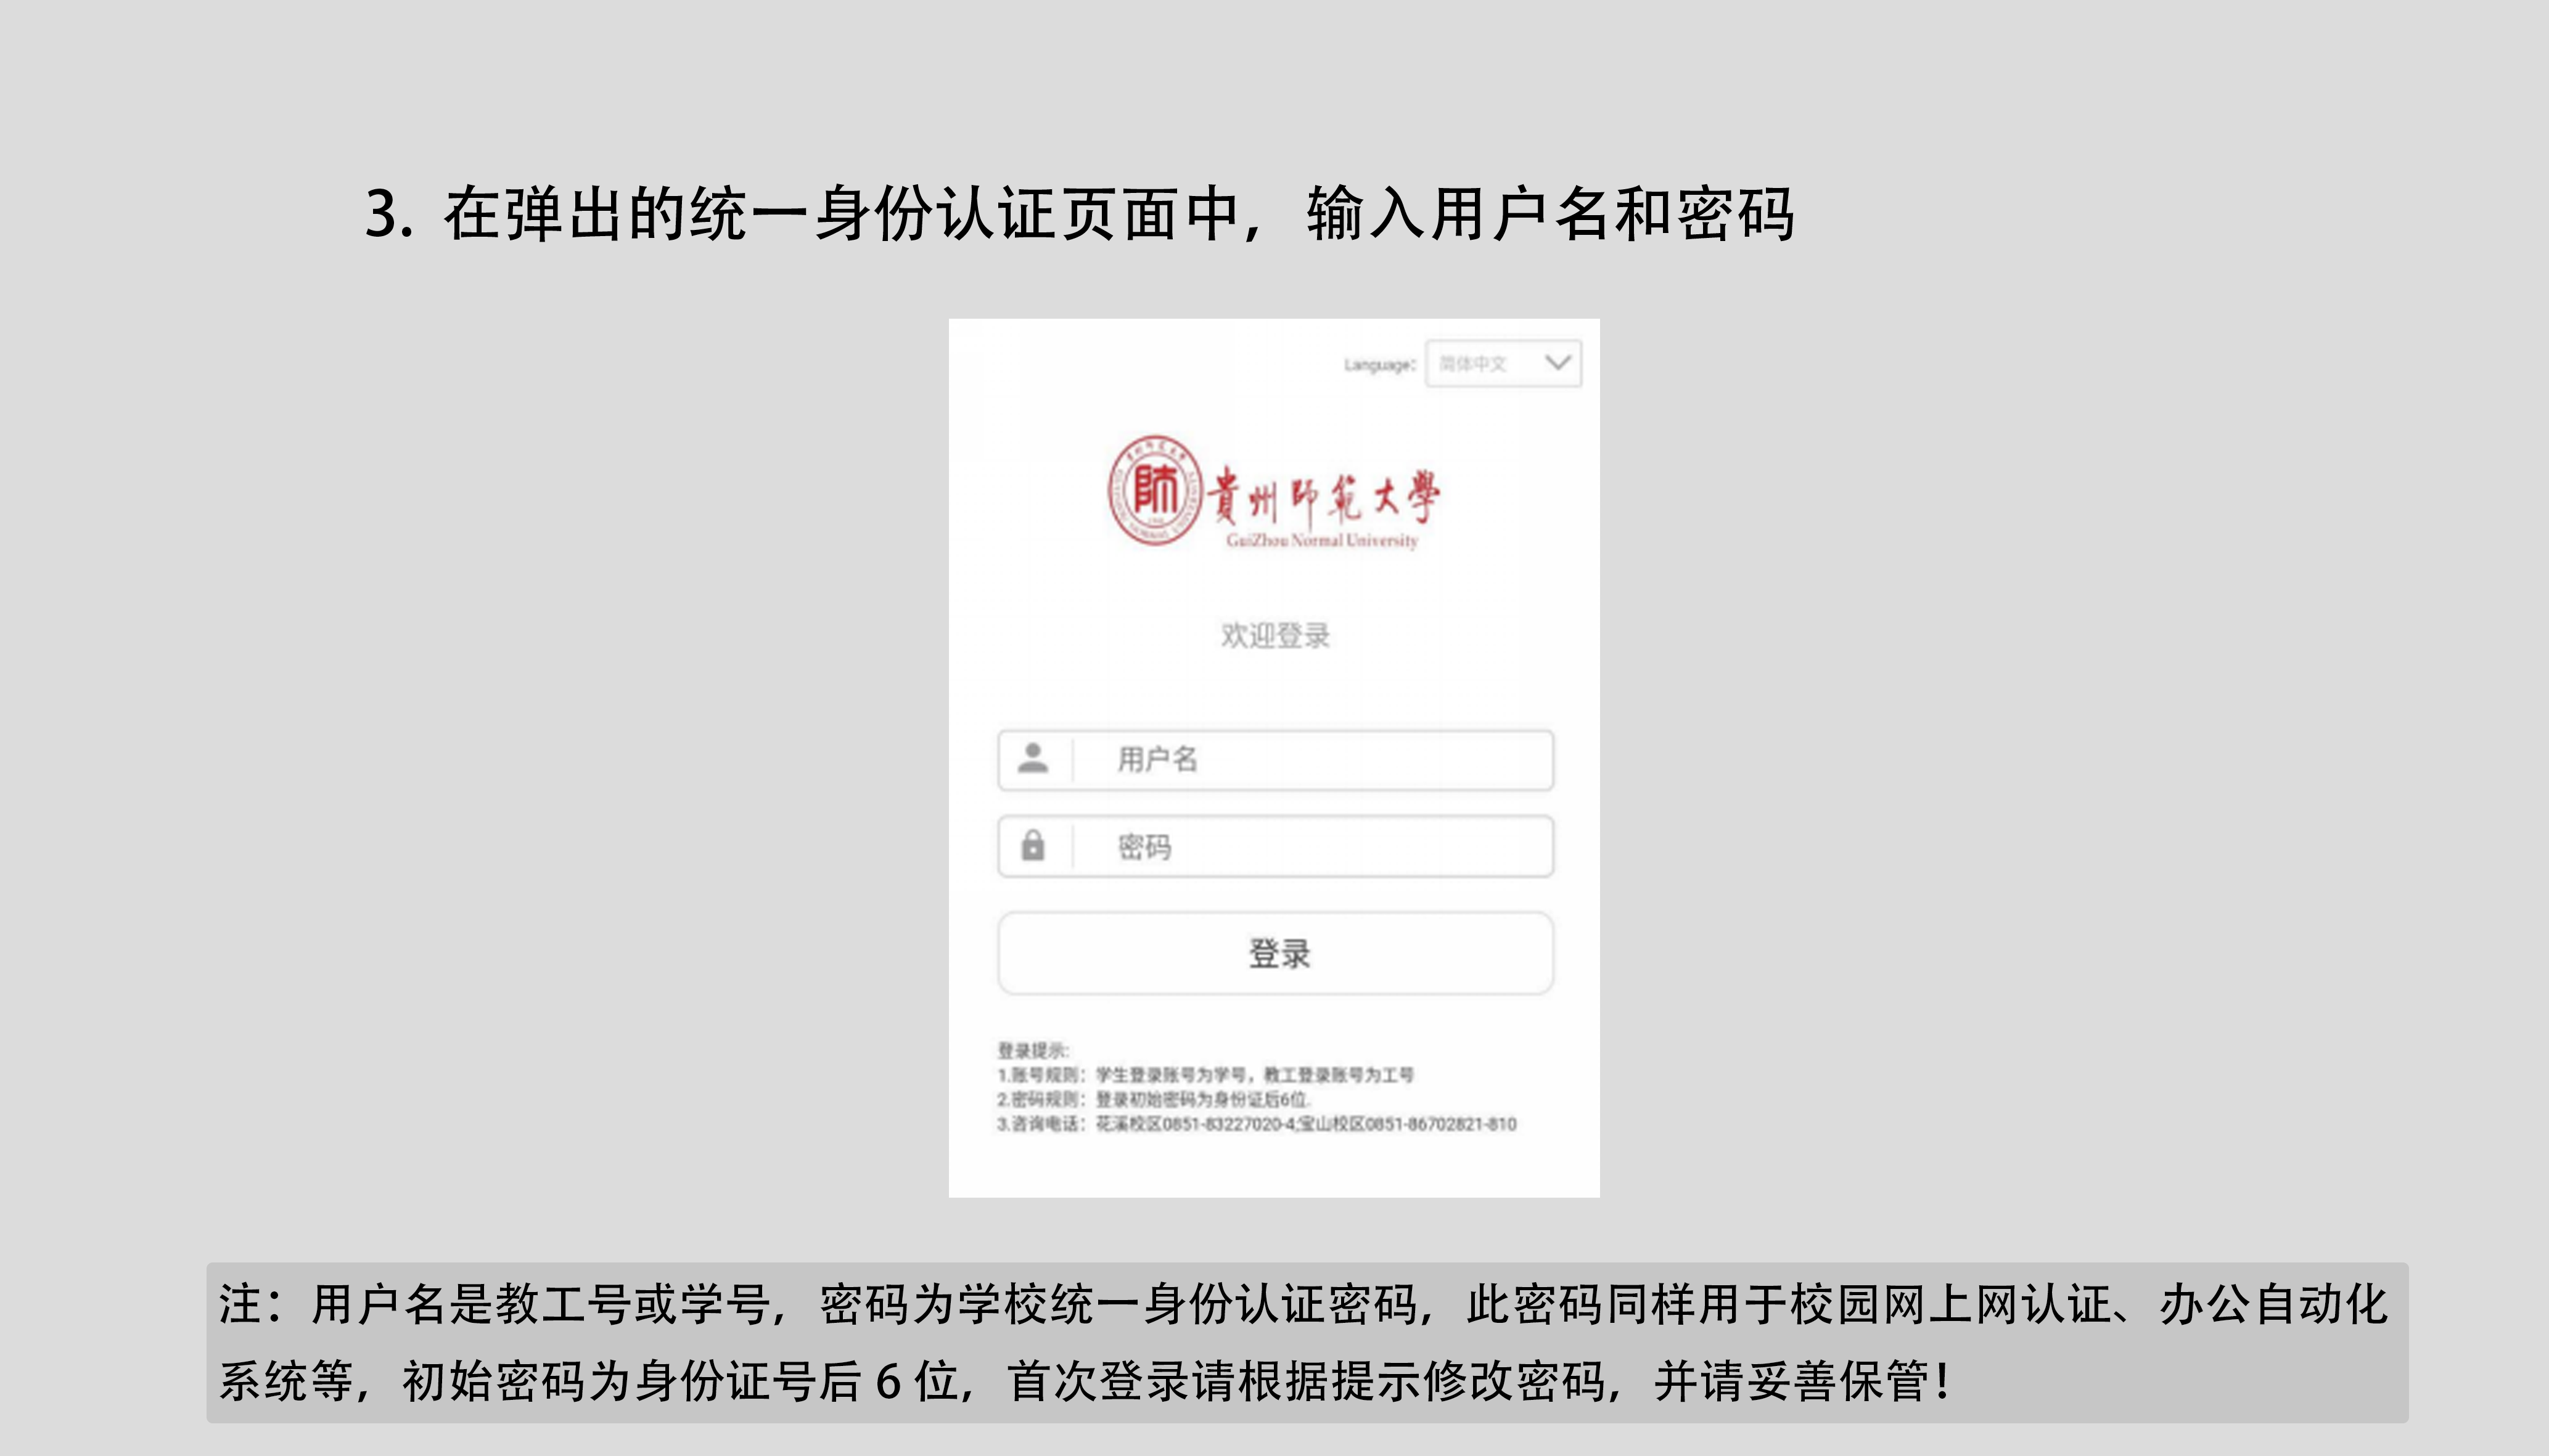 3. 在弹出的统一身份认证页面中，输入用户名和密码
Language: 简体中文
師
貴州師範大學
GuiZhou Normal University
欢迎登录
用户名
密码
登录
登录提示:
1.账号规则：学生登录账号为学号，教工登录账号为工号
2.密码规则：登录初始密码为身份证后6位.
3.咨询电话：花溪校区0851-83227020-4;宝山校区0851-86702821-810
注：用户名是教工号或学号，密码为学校统一身份认证密码，此密码同样用于校园网上网认证、办公自动化
系统等，初始密码为身份证号后 6 位，首次登录请根据提示修改密码，并请妥善保管！